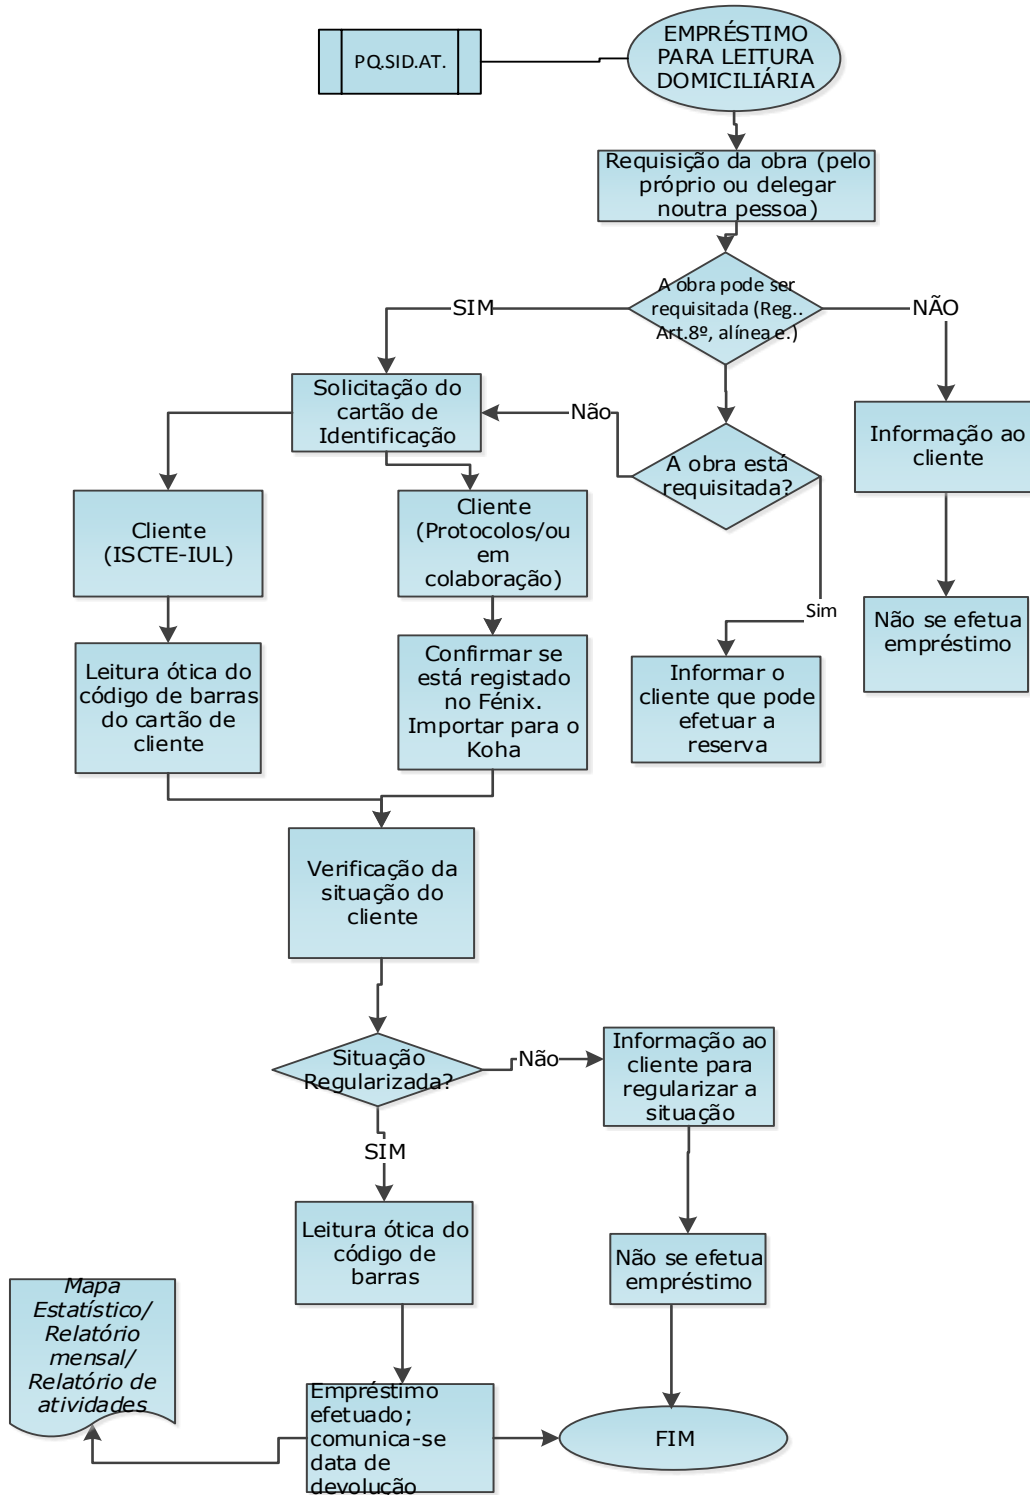 PQ.SID.AT.
EMPRÉSTIMO
PARA LEITURA
DOMICILIÁRIA
Requisição da obra (pelo
próprio ou delegar
noutra pessoa)
A obra pode ser
requisitada (Reg..
Art.8º, alínea e.)
SIM
NÃO
Solicitação do
cartão de
Identificação
Não
A obra está
requisitada?
Informação ao
cliente
Cliente
(ISCTE-IUL)
Cliente
(Protocolos/ou
em
colaboração)
Sim
Não se efetua
empréstimo
Leitura ótica do
código de barras
do cartão de
cliente
Confirmar se
está registado
no Fénix.
Importar para o
Koha
Informar o
cliente que pode
efetuar a
reserva
Verificação da
situação do
cliente
Situação
Regularizada?
Não
Informação ao
cliente para
regularizar a
situação
SIM
Leitura ótica do
código de
barras
Não se efetua
empréstimo
Mapa
Estatístico/
Relatório
mensal/
Relatório de
atividades
Empréstimo
efetuado;
comunica-se
data de
devolução
FIM